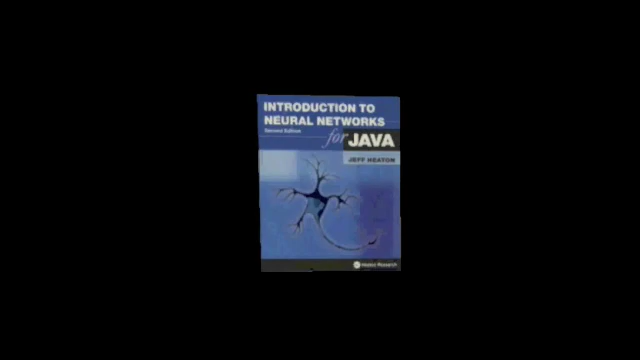 INTRODUCTION TO
NEURAL NETWORKS
Second Edition
for JAVA
JEFF HEATON
Heaton Research